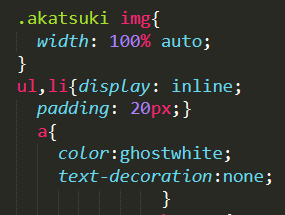 .akatsuki img{
width: 100% auto;
}
ul,li{display: inline;
padding: 20px;}
a{
color:ghostwhite;
text-decoration:none;
}